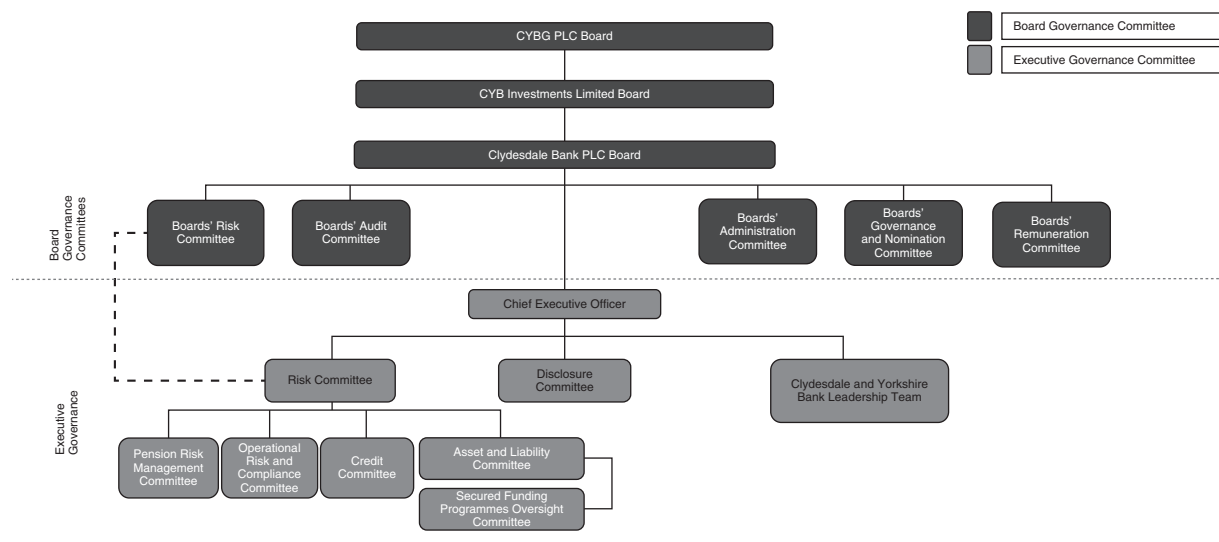 CYBG PLC Board
Board Governance Committee
Executive Governance Committee
CYB Investments Limited Board
Clydesdale Bank PLC Board
Board
Governance
Committees
Boards' Risk
Committee
Boards' Audit
Committee
Boards'
Administration
Committee
Boards'
Governance
and Nomination
Committee
Boards'
Remuneration
Committee
Chief Executive Officer
Executive
Governance
Risk Committee
Disclosure
Committee
Clydesdale and Yorkshire
Bank Leadership Team
Pension Risk
Management
Committee
Operational
Risk and
Compliance
Committee
Credit
Committee
Asset and Liability
Committee
Secured Funding
Programmes Oversight
Committee